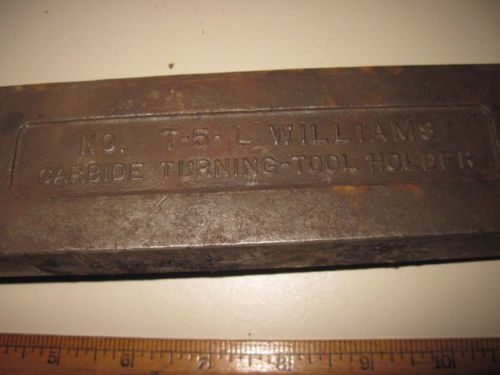 NO. T-5-L WILLIAMS
CARBIDE TURNING-TOOL HOLDER
5 6 7 8 9 10